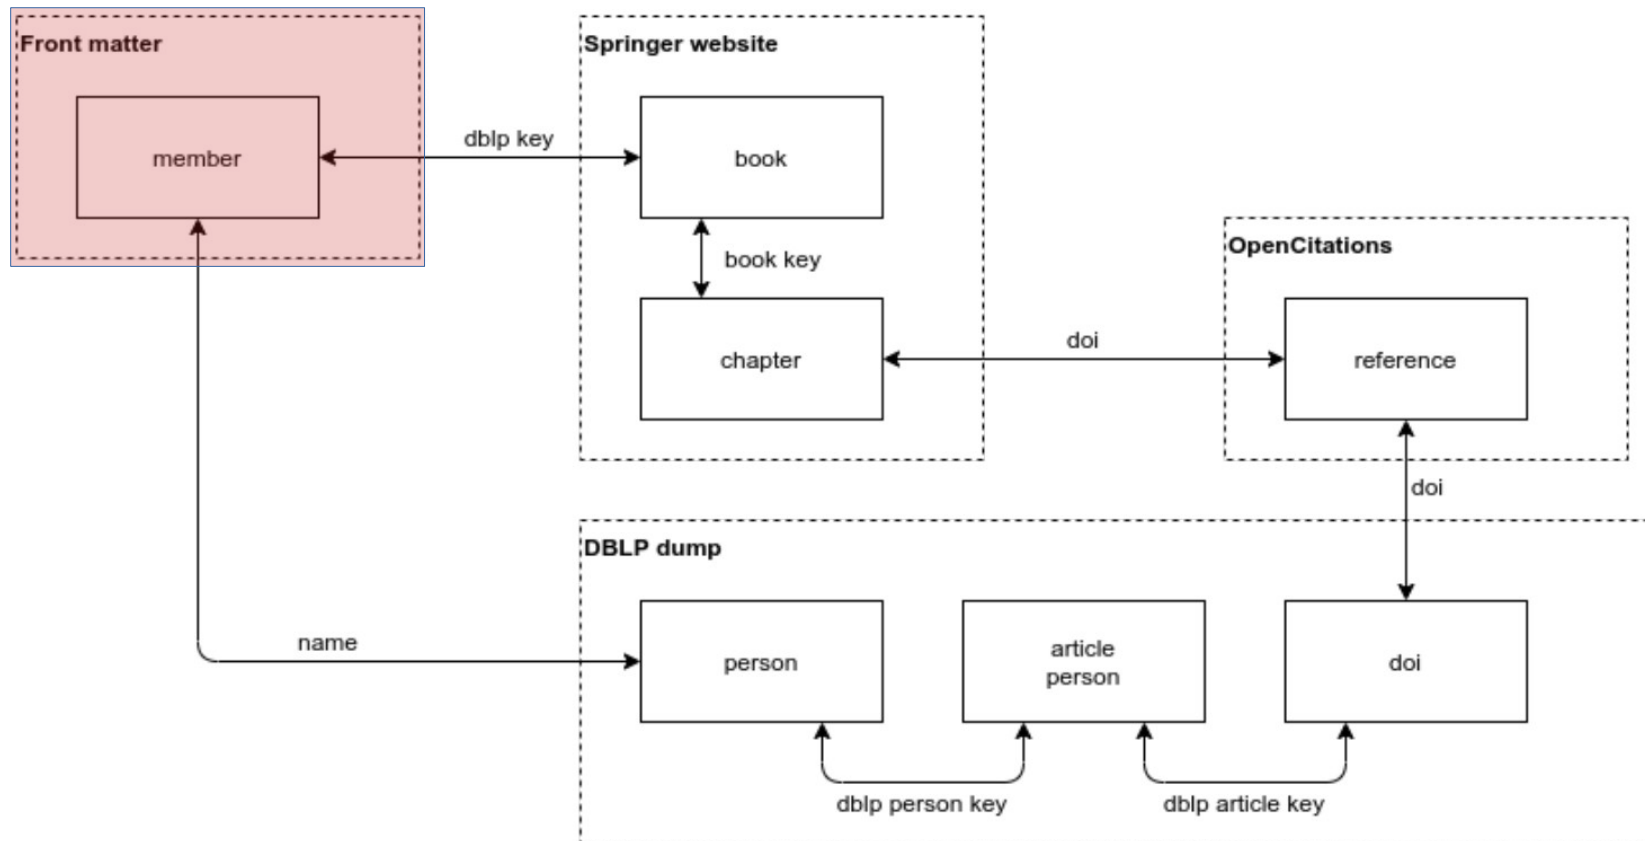 Front matter
Springer website
member
dblp key
book
book key
OpenCitations
chapter
doi
reference
doi
DBLP dump
name
person
article
person
doi
dblp person key
dblp article key